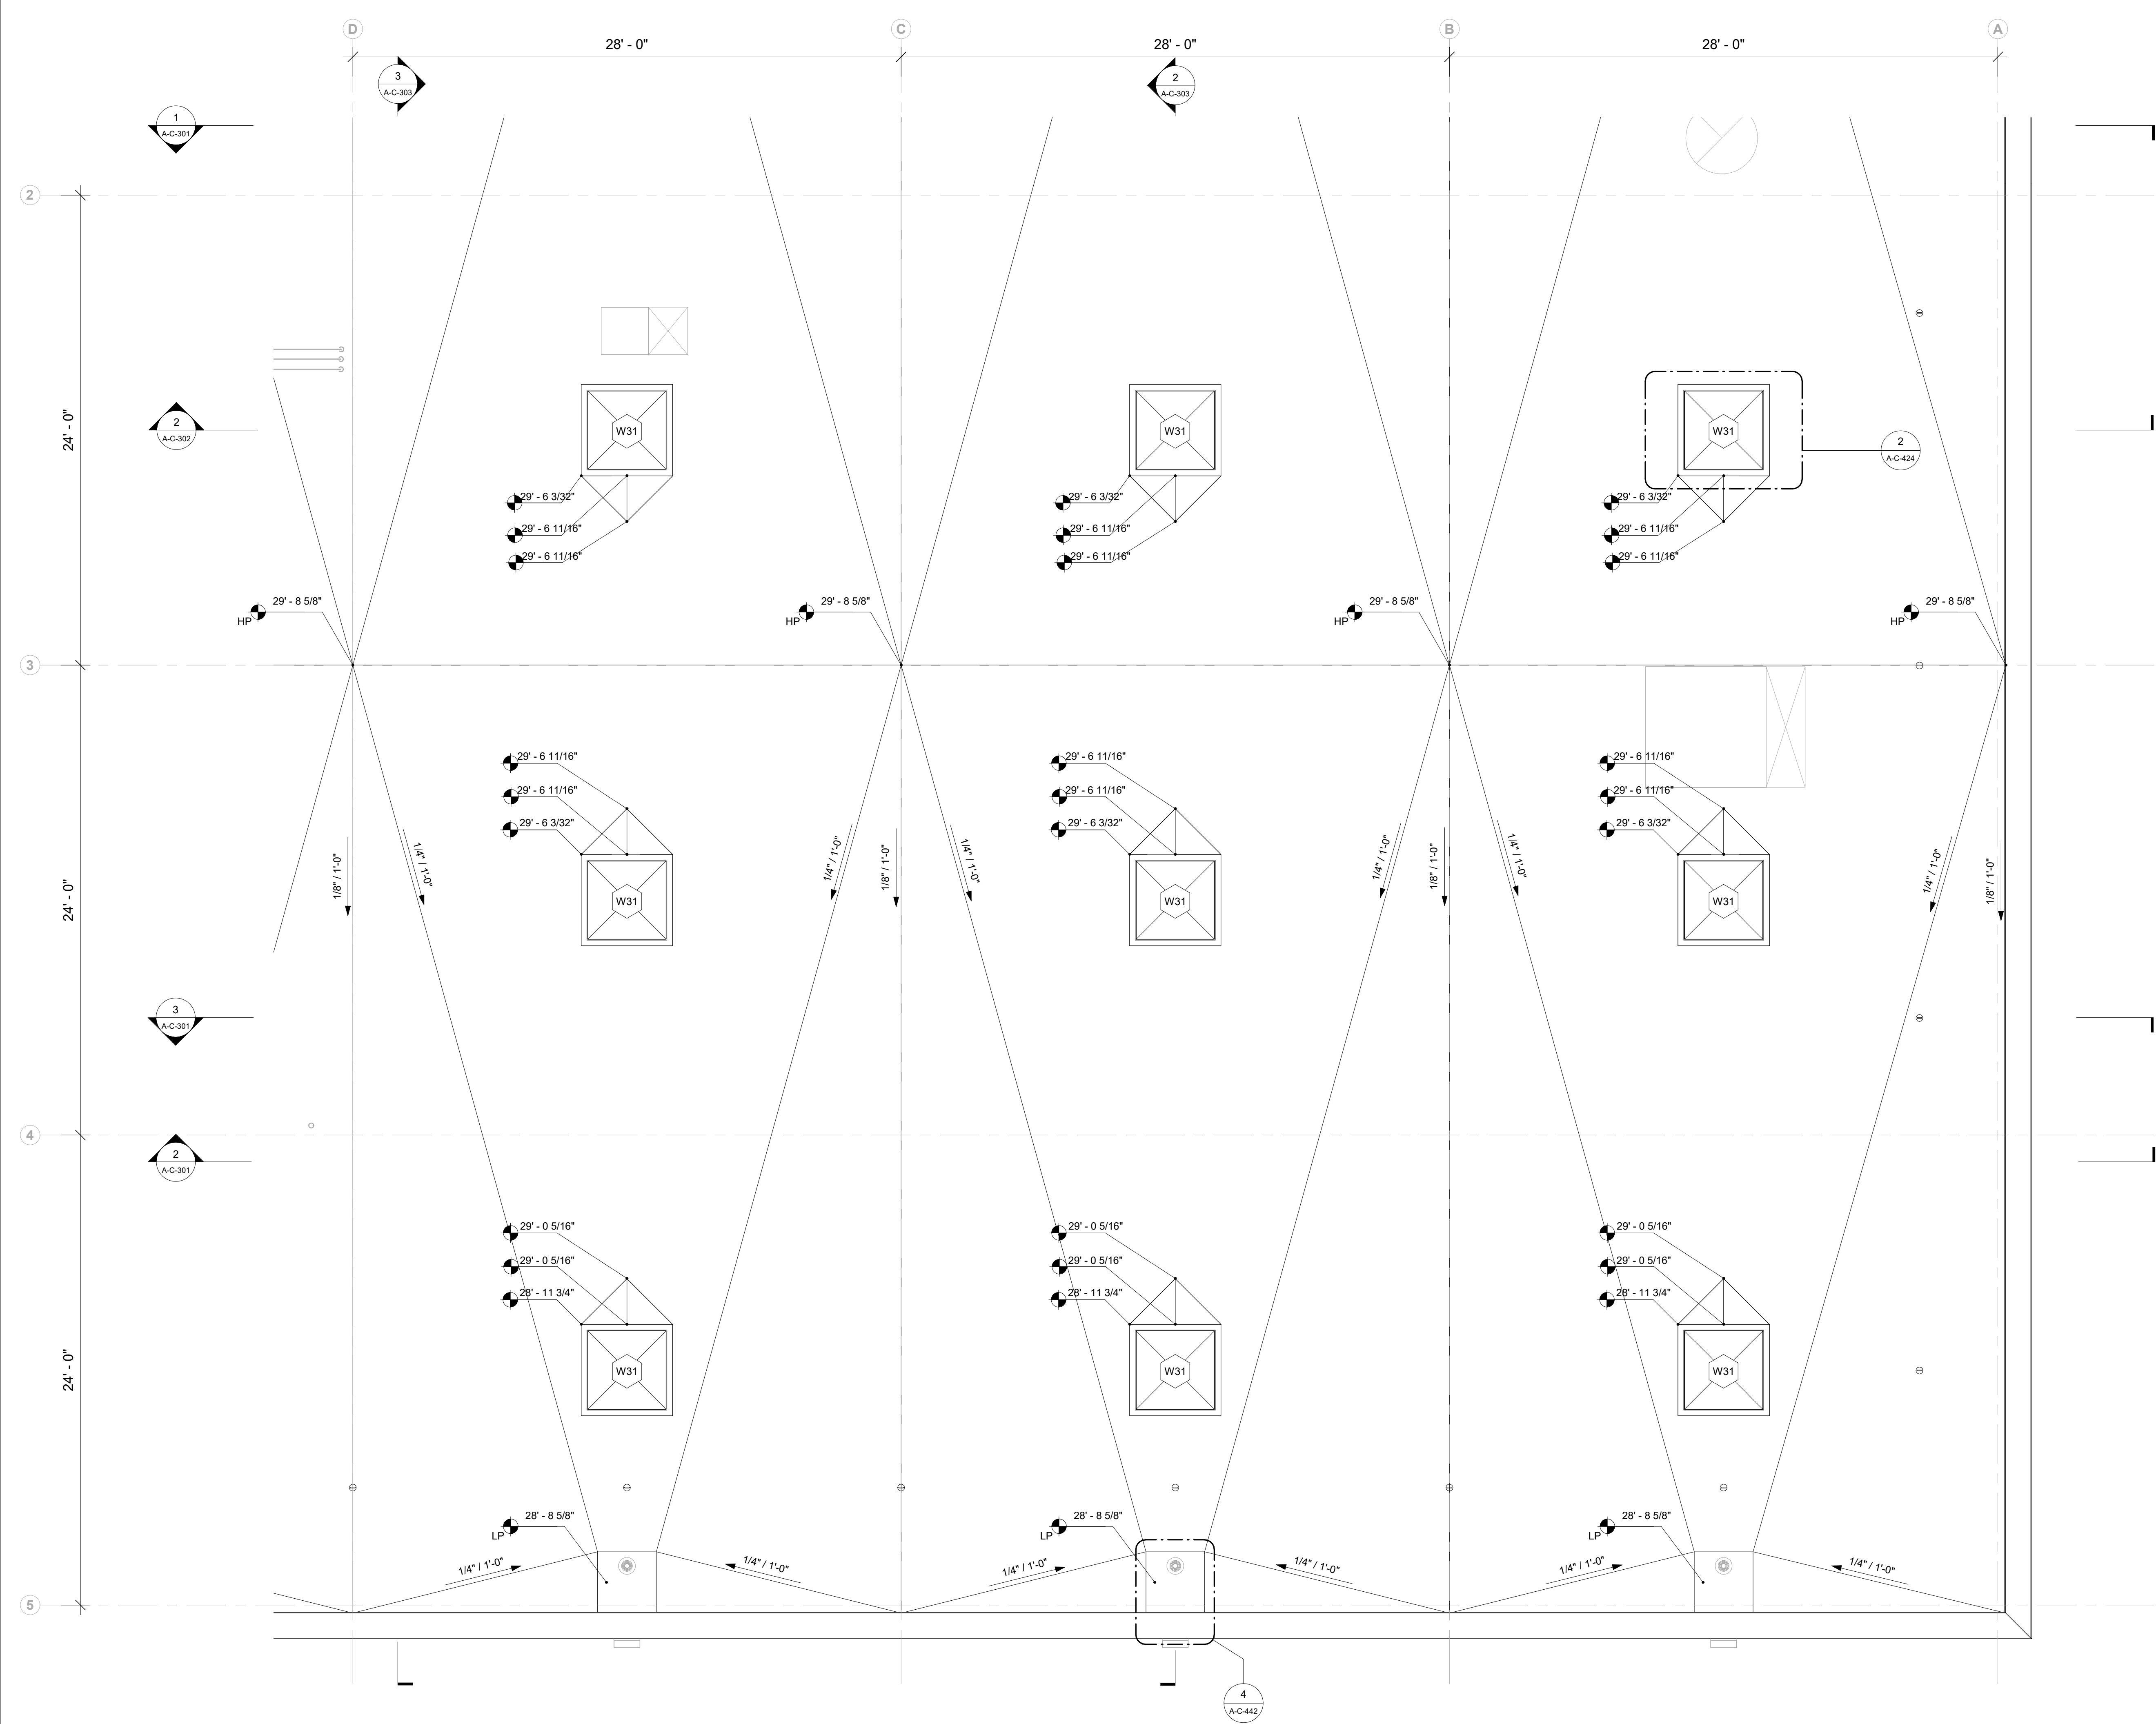 D
C
B
A
28' - 0"
28' - 0"
28' - 0"
3
A-C-303
2
A-C-303
1
A-C-301
2
24' - 0"
2
A-C-302
W31
W31
W31
2
A-C-424
29' - 6 3/32"
29' - 6 3/32"
29' - 6 3/32"
29' - 6 11/16"
29' - 6 11/16"
29' - 6 11/16"
29' - 6 11/16"
29' - 6 11/16"
29' - 6 11/16"
29' - 8 5/8"
HP
29' - 8 5/8"
HP
29' - 8 5/8"
HP
29' - 8 5/8"
HP
3
29' - 6 11/16"
29' - 6 11/16"
29' - 6 11/16"
29' - 6 11/16"
29' - 6 11/16"
29' - 6 11/16"
29' - 6 3/32"
29' - 6 3/32"
29' - 6 3/32"
1/8" / 1'-0"
1/4" / 1'-0"
1/4" / 1'-0"
1/8" / 1'-0"
1/4" / 1'-0"
1/4" / 1'-0"
1/8" / 1'-0"
1/4" / 1'-0"
1/4" / 1'-0"
1/8" / 1'-0"
24' - 0"
W31
W31
W31
3
A-C-301
4
2
A-C-301
29' - 0 5/16"
29' - 0 5/16"
29' - 0 5/16"
29' - 0 5/16"
29' - 0 5/16"
29' - 0 5/16"
28' - 11 3/4"
28' - 11 3/4"
28' - 11 3/4"
24' - 0"
W31
W31
W31
28' - 8 5/8"
LP
28' - 8 5/8"
LP
28' - 8 5/8"
LP
1/4" / 1'-0"
1/4" / 1'-0"
1/4" / 1'-0"
1/4" / 1'-0"
1/4" / 1'-0"
1/4" / 1'-0"
5
4
A-C-442